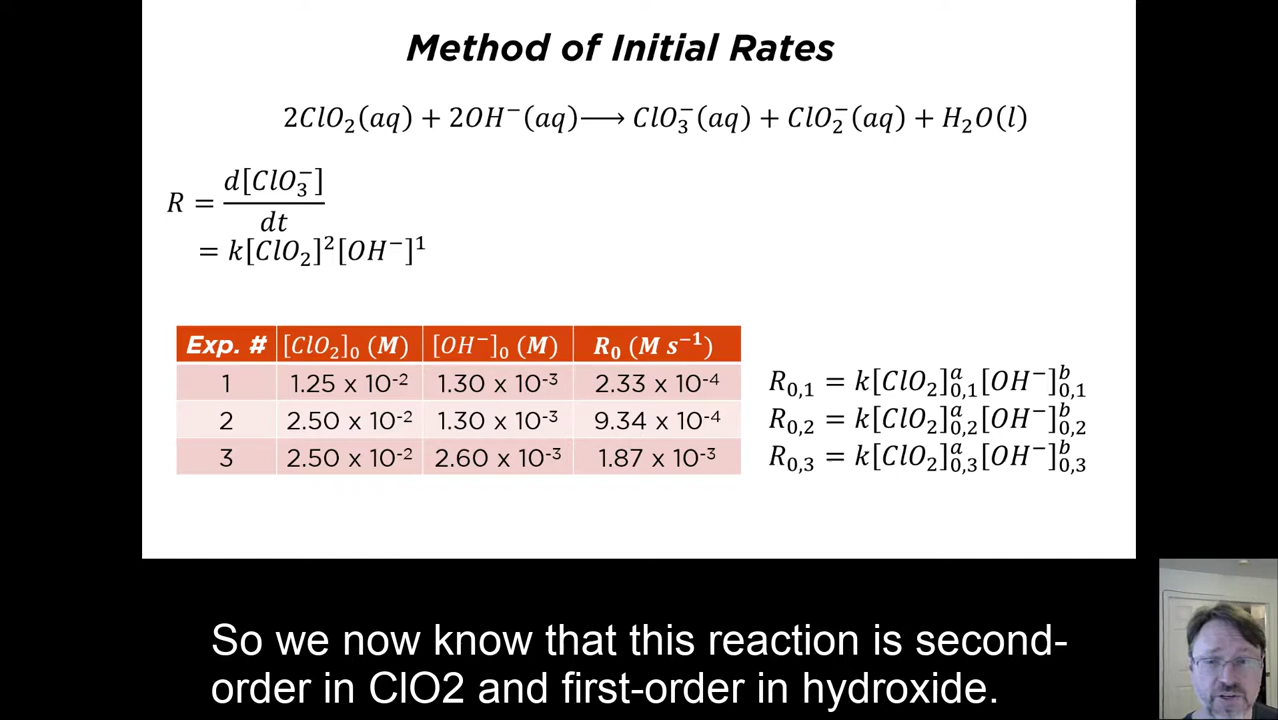 Method of Initial Rates
2ClO₂(aq) + 2OH⁻(aq) ⟶ ClO₃⁻(aq) + ClO₂⁻(aq) + H₂O(l)
R = d[ClO₃⁻]/dt
= k[ClO₂]²[OH⁻]¹
Exp. # [ClO₂]₀ (M) [OH⁻]₀ (M) R₀ (M s⁻¹)
1 1.25 x 10⁻² 1.30 x 10⁻³ 2.33 x 10⁻⁴
2 2.50 x 10⁻² 1.30 x 10⁻³ 9.34 x 10⁻⁴
3 2.50 x 10⁻² 2.60 x 10⁻³ 1.87 x 10⁻³
R₀,₁ = k[ClO₂]ᵃ₀,₁[OH⁻]ᵇ₀,₁
R₀,₂ = k[ClO₂]ᵃ₀,₂[OH⁻]ᵇ₀,₂
R₀,₃ = k[ClO₂]ᵃ₀,₃[OH⁻]ᵇ₀,₃
So we now know that this reaction is second-
order in ClO2 and first-order in hydroxide.